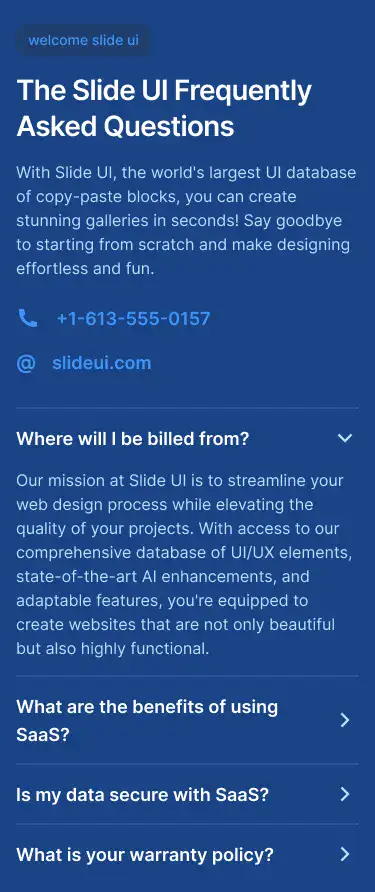 welcome slide ui
The Slide UI Frequently
Asked Questions
With Slide UI, the world's largest UI database
of copy-paste blocks, you can create
stunning galleries in seconds! Say goodbye
to starting from scratch and make designing
effortless and fun.
+1-613-555-0157
@ slideui.com
Where will I be billed from?
Our mission at Slide UI is to streamline your
web design process while elevating the
quality of your projects. With access to our
comprehensive database of UI/UX elements,
state-of-the-art AI enhancements, and
adaptable features, you're equipped to
create websites that are not only beautiful
but also highly functional.
What are the benefits of using
SaaS?
Is my data secure with SaaS?
What is your warranty policy?